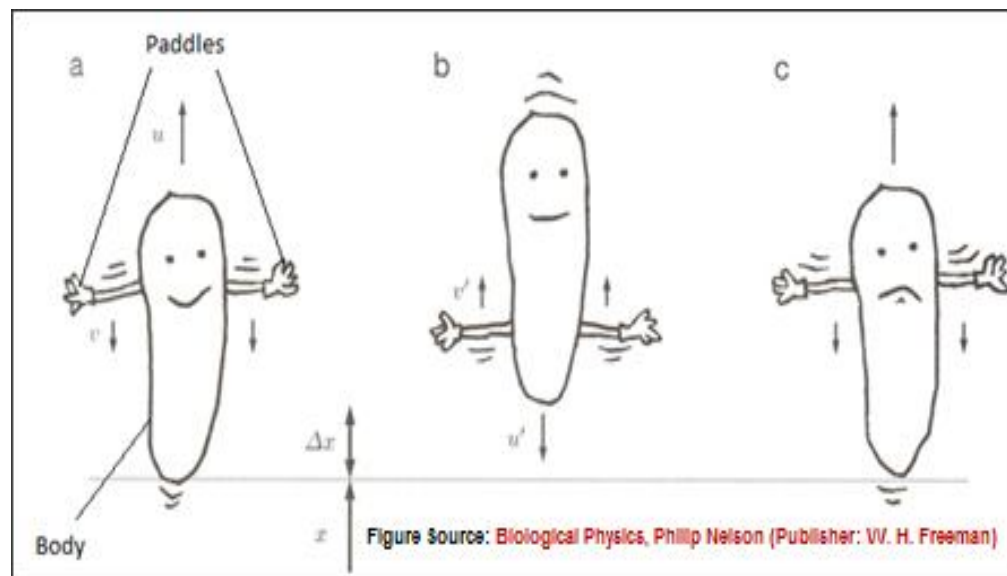 Paddles
a
b
c
u
v
v'
Δx
u'
x
Body
Figure Source: Biological Physics, Philip Nelson (Publisher: W. H. Freeman)